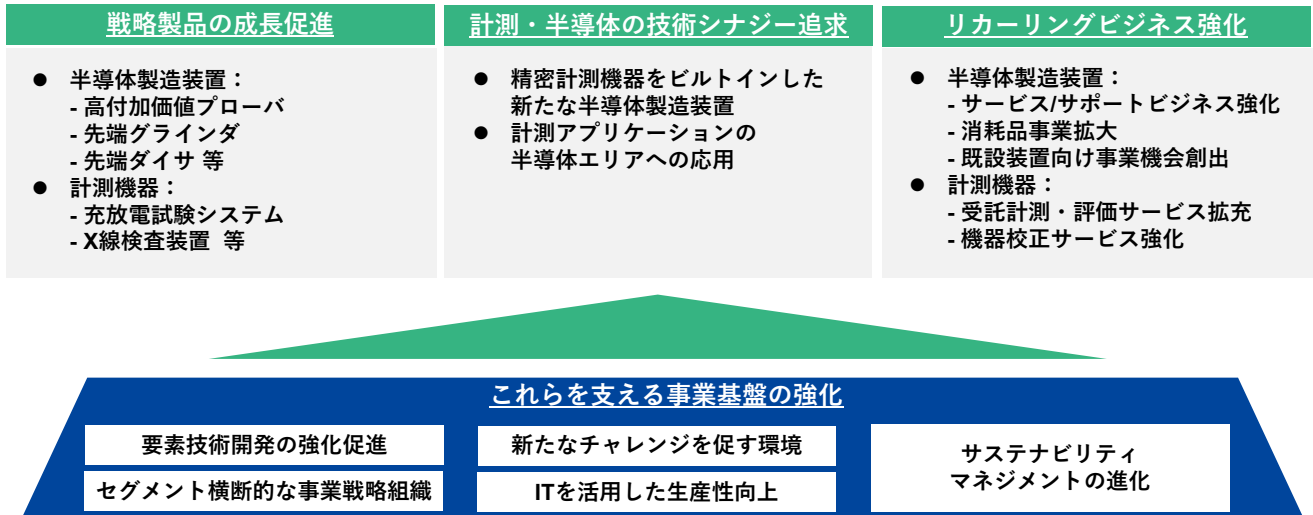 戦略製品の成長促進
● 半導体製造装置：
- 高付加価値プローバ
- 先端グラインダ
- 先端ダイサ 等
● 計測機器：
- 充放電試験システム
- X線検査装置 等
計測・半導体の技術シナジー追求
● 精密計測機器をビルトインした
新たな半導体製造装置
● 計測アプリケーションの
半導体エリアへの応用
リカーリングビジネス強化
● 半導体製造装置：
- サービス/サポートビジネス強化
- 消耗品事業拡大
- 既設装置向け事業機会創出
● 計測機器：
- 受託計測・評価サービス拡充
- 機器校正サービス強化
これらを支える事業基盤の強化
要素技術開発の強化促進
セグメント横断的な事業戦略組織
新たなチャレンジを促す環境
ITを活用した生産性向上
サステナビリティ
マネジメントの進化